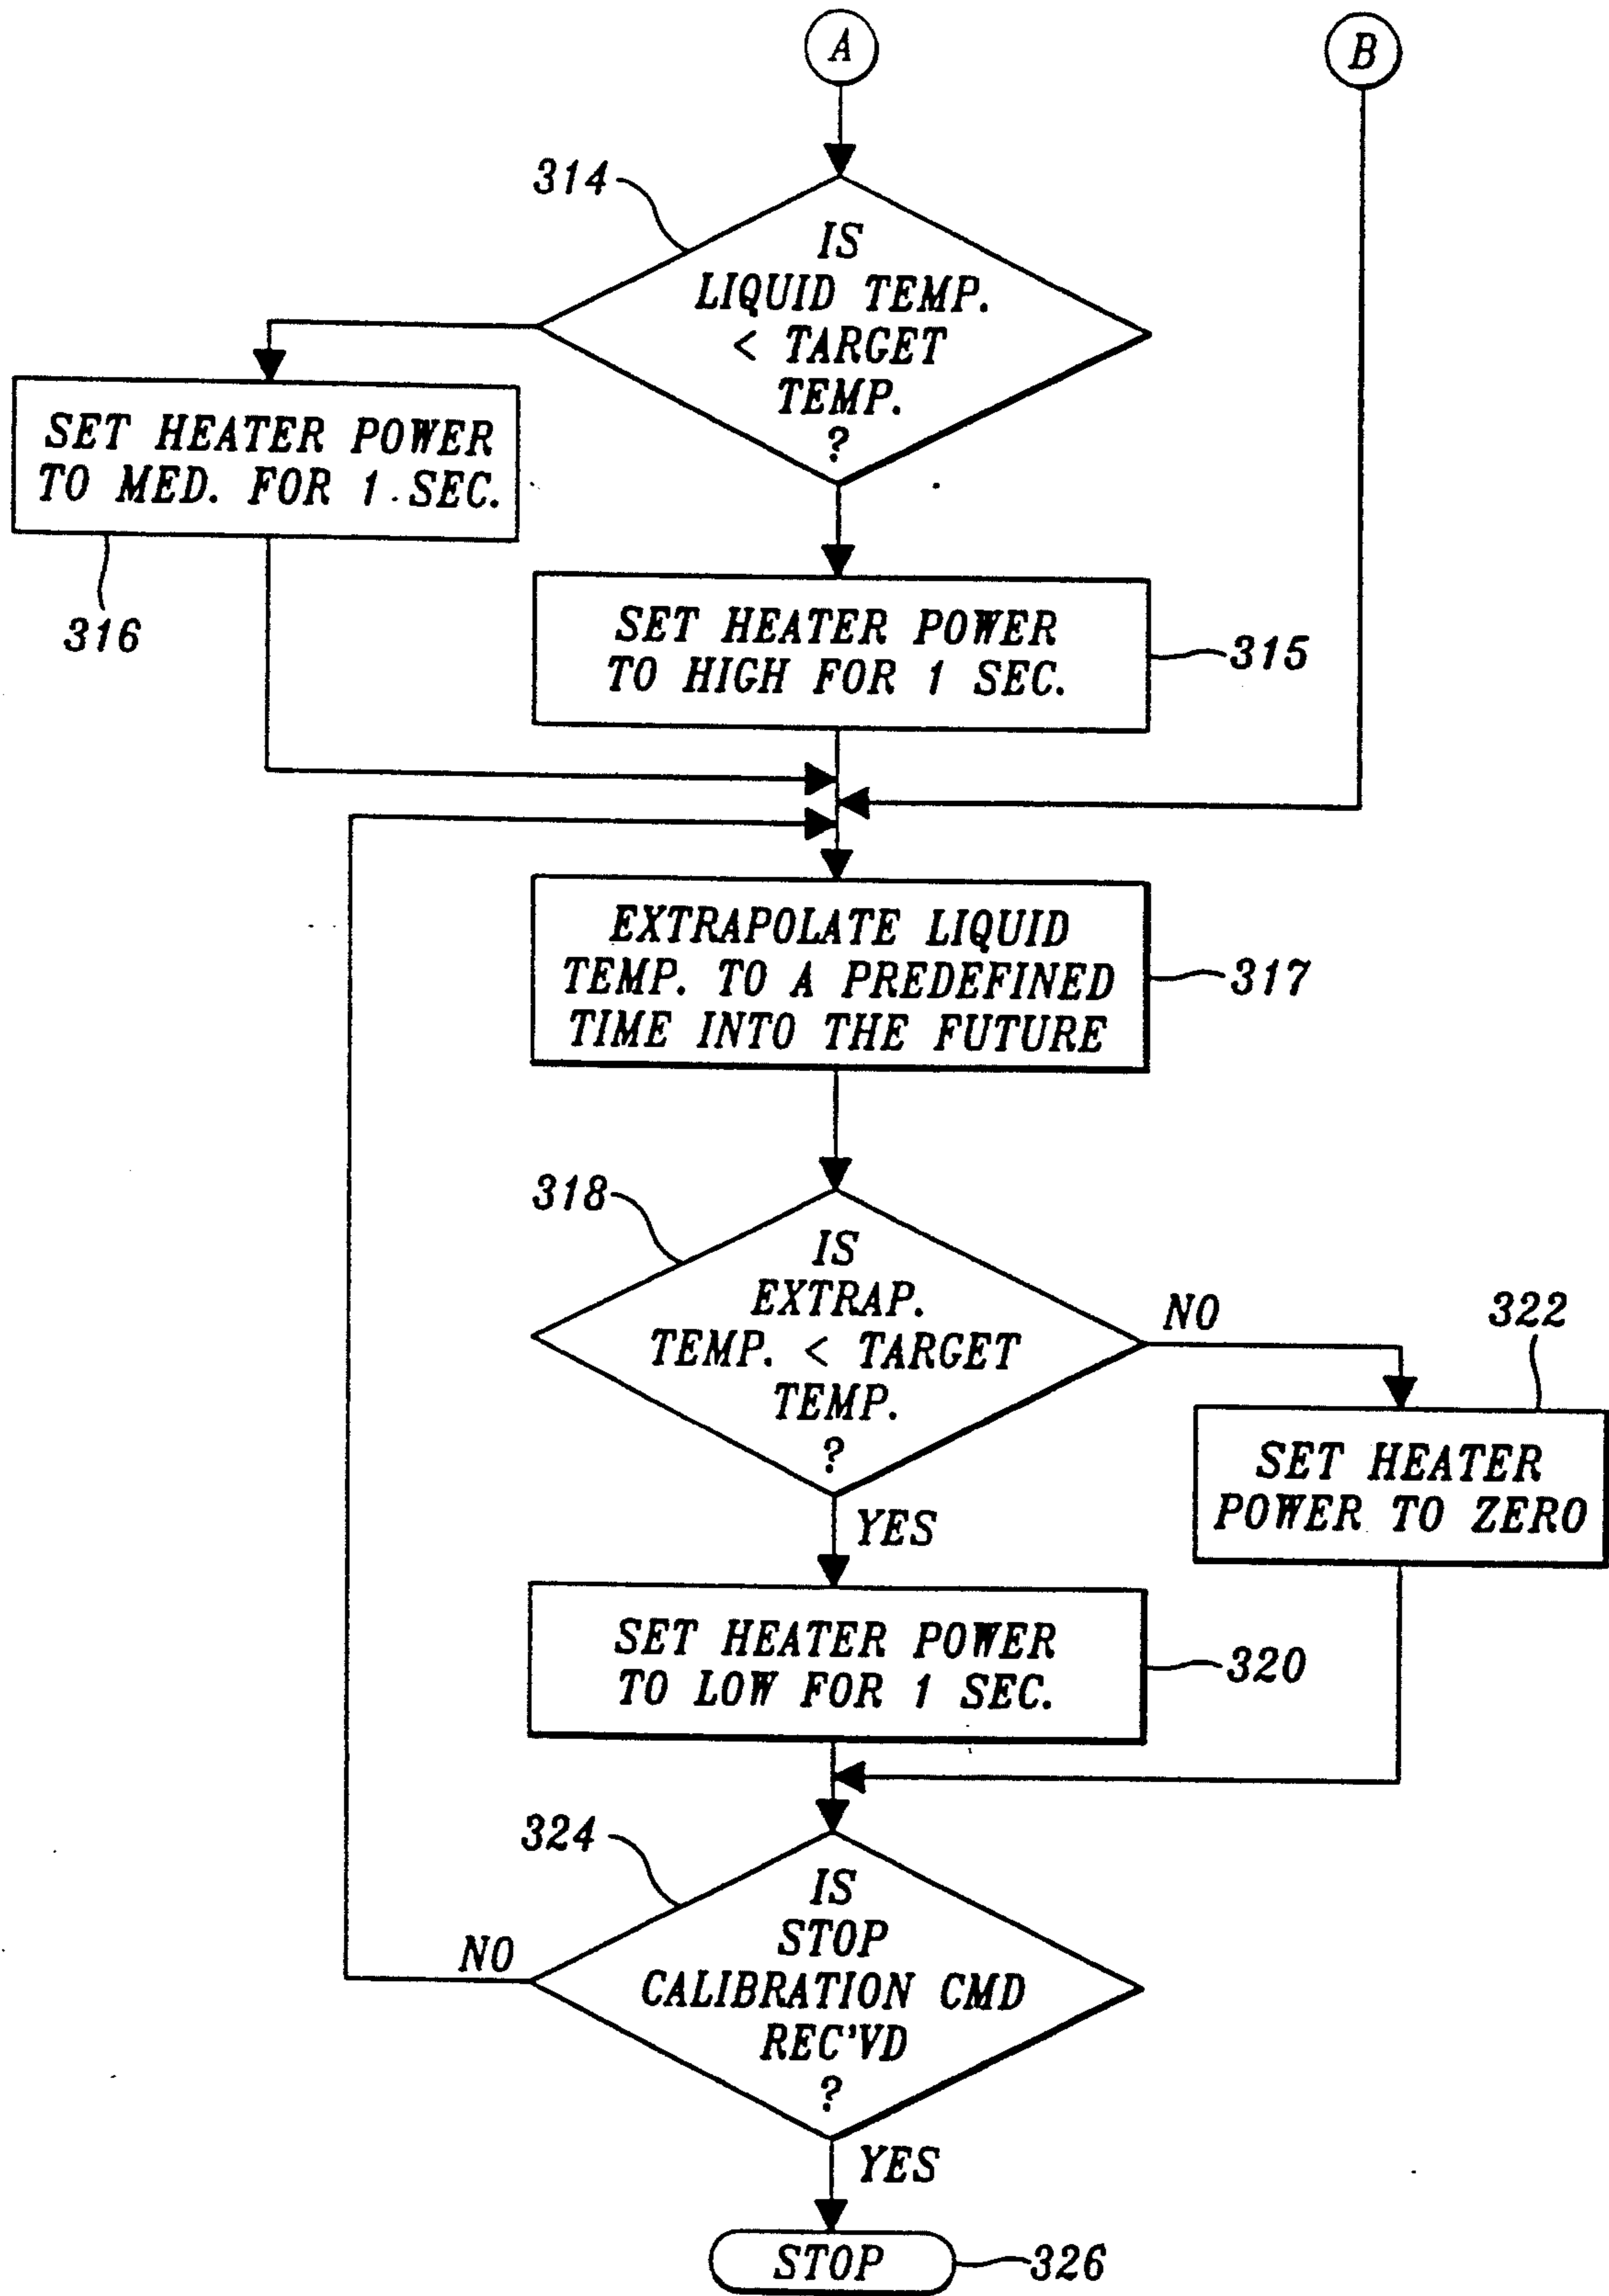 A
B
314
IS
LIQUID TEMP.
< TARGET
TEMP.
?
SET HEATER POWER
TO MED. FOR 1 SEC.
316
SET HEATER POWER
TO HIGH FOR 1 SEC.
315
EXTRAPOLATE LIQUID
TEMP. TO A PREDEFINED
TIME INTO THE FUTURE
317
318
IS
EXTRAP.
TEMP. < TARGET
TEMP.
?
NO
322
SET HEATER
POWER TO ZERO
YES
SET HEATER POWER
TO LOW FOR 1 SEC.
320
324
IS
STOP
CALIBRATION CMD
REC'VD
?
NO
YES
STOP
326